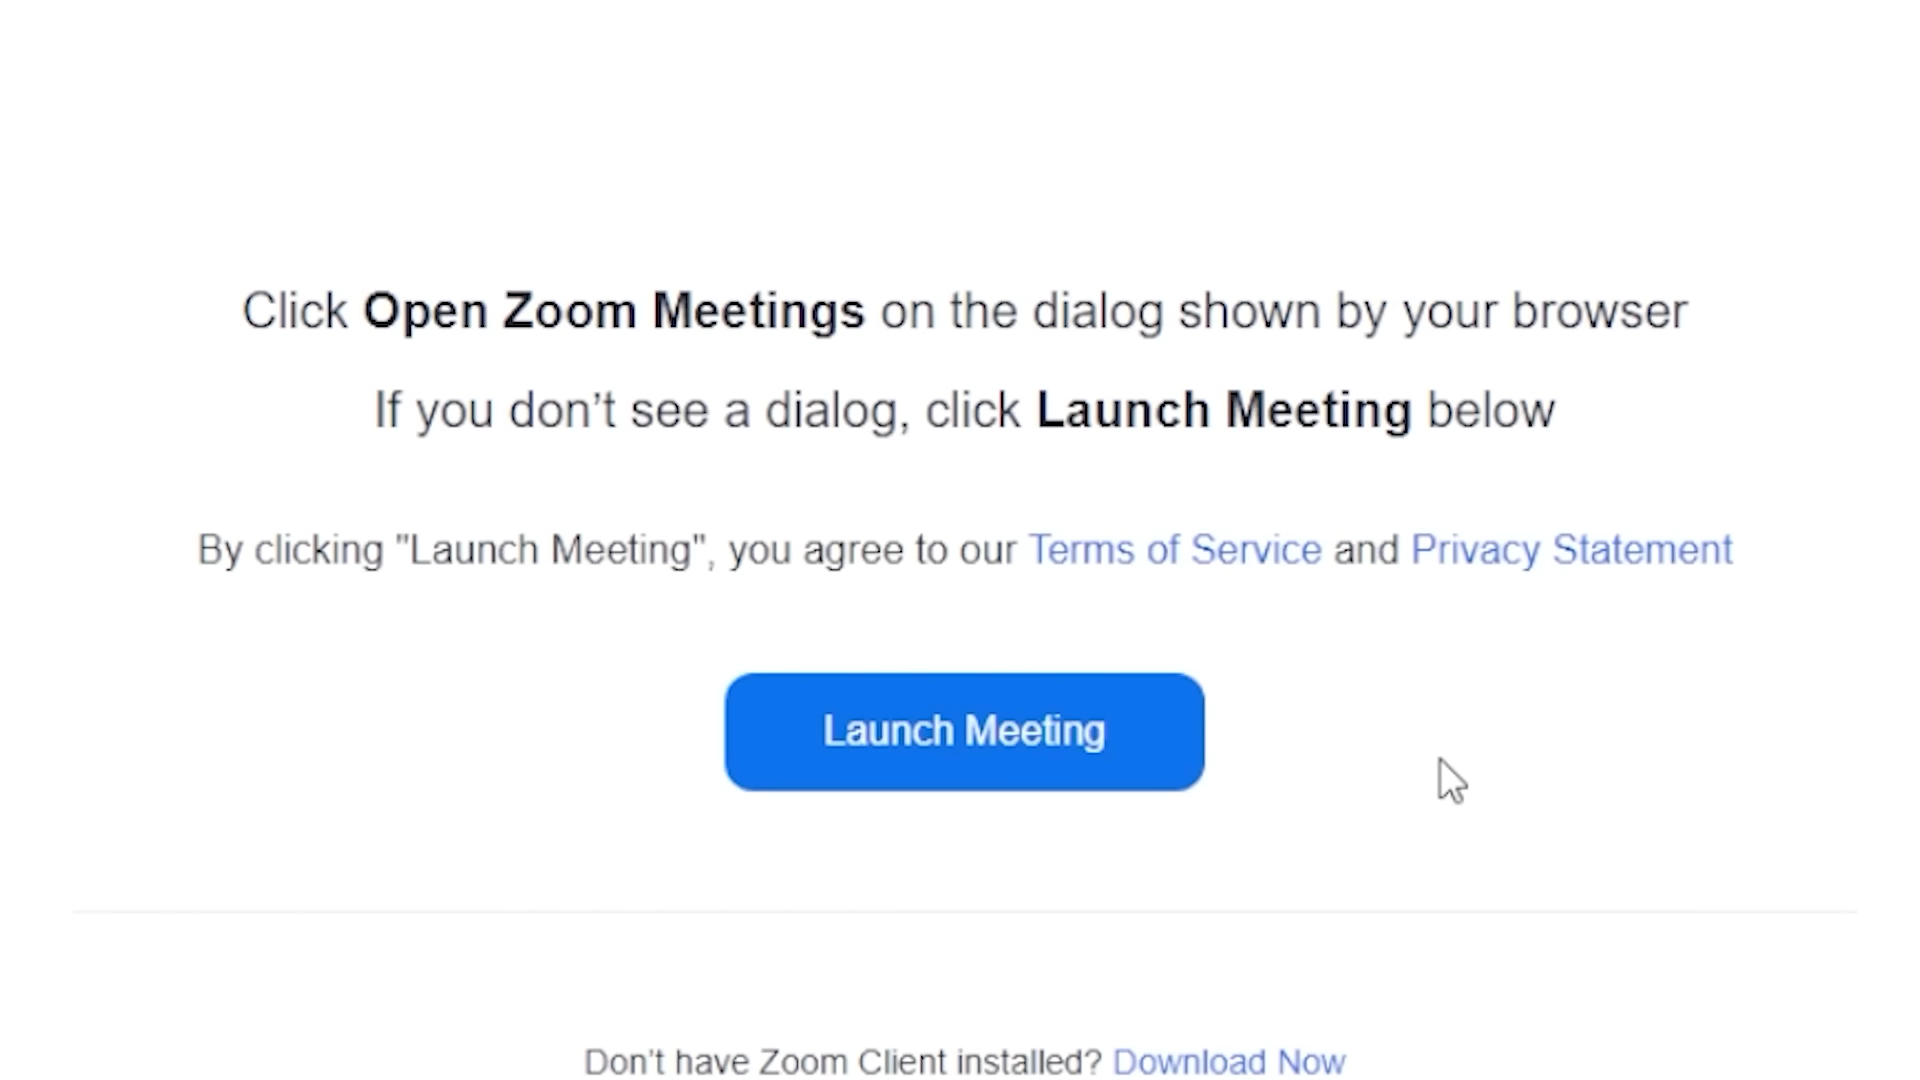 Click Open Zoom Meetings on the dialog shown by your browser
If you don’t see a dialog, click Launch Meeting below
By clicking "Launch Meeting", you agree to our Terms of Service and Privacy Statement
Launch Meeting
Don’t have Zoom Client installed? Download Now